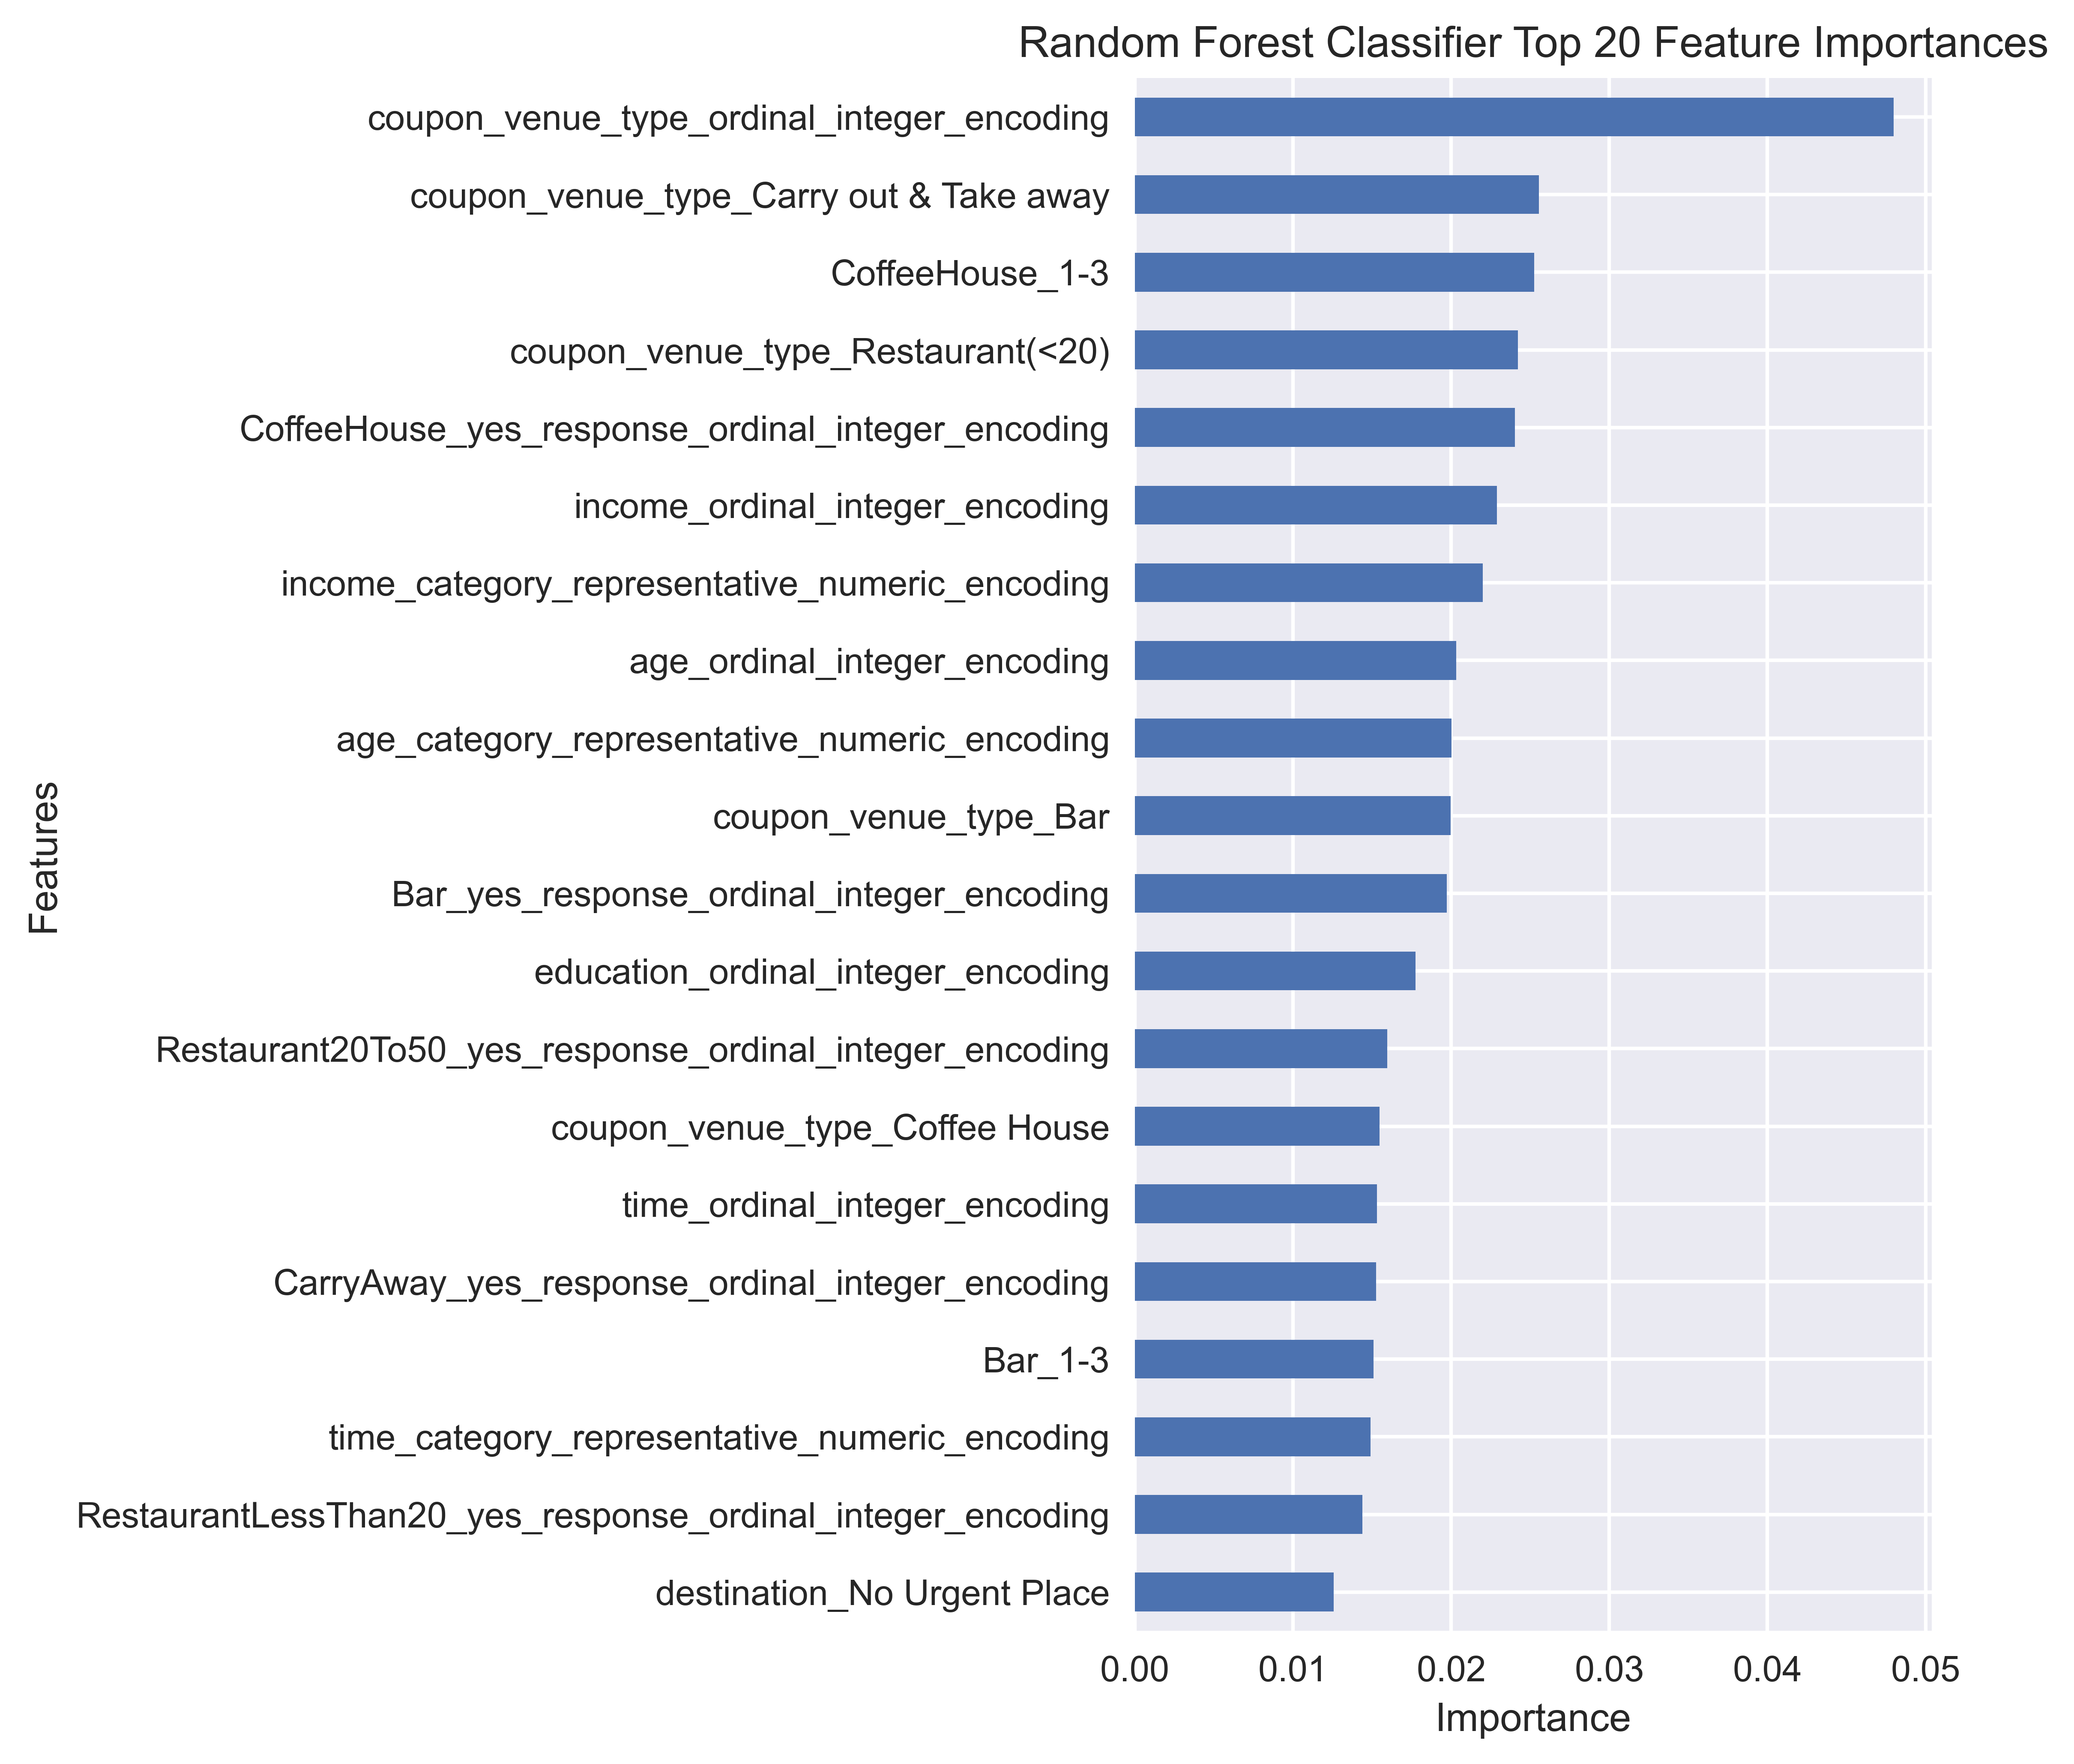 Random Forest Classifier Top 20 Feature Importances
coupon_venue_type_ordinal_integer_encoding
coupon_venue_type_Carry out & Take away
CoffeeHouse_1-3
coupon_venue_type_Restaurant(<20)
CoffeeHouse_yes_response_ordinal_integer_encoding
income_ordinal_integer_encoding
income_category_representative_numeric_encoding
age_ordinal_integer_encoding
age_category_representative_numeric_encoding
coupon_venue_type_Bar
Bar_yes_response_ordinal_integer_encoding
education_ordinal_integer_encoding
Restaurant20To50_yes_response_ordinal_integer_encoding
coupon_venue_type_Coffee House
time_ordinal_integer_encoding
CarryAway_yes_response_ordinal_integer_encoding
Bar_1-3
time_category_representative_numeric_encoding
RestaurantLessThan20_yes_response_ordinal_integer_encoding
destination_No Urgent Place
Features
0.00 0.01 0.02 0.03 0.04 0.05
Importance